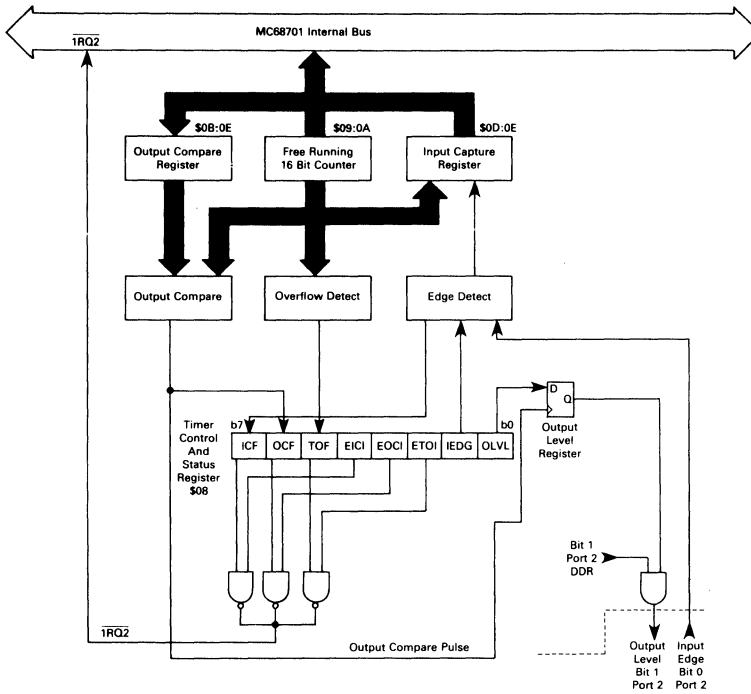 MC68701 Internal Bus
1RQ2
$0B:0E
$09:0A
$0D:0E
Output Compare
Register
Free Running
16 Bit Counter
Input Capture
Register
Output Compare
Overflow Detect
Edge Detect
D
Q
Output
Level
Register
Timer
Control
And
Status
Register
$08
b7
b0
ICF OCF TOF EICI EOCI ETOI IEDG OLVL
Bit 1
Port 2
DDR
1RQ2
Output Compare Pulse
Output
Level
Bit 1
Port 2
Input
Edge
Bit 0
Port 2